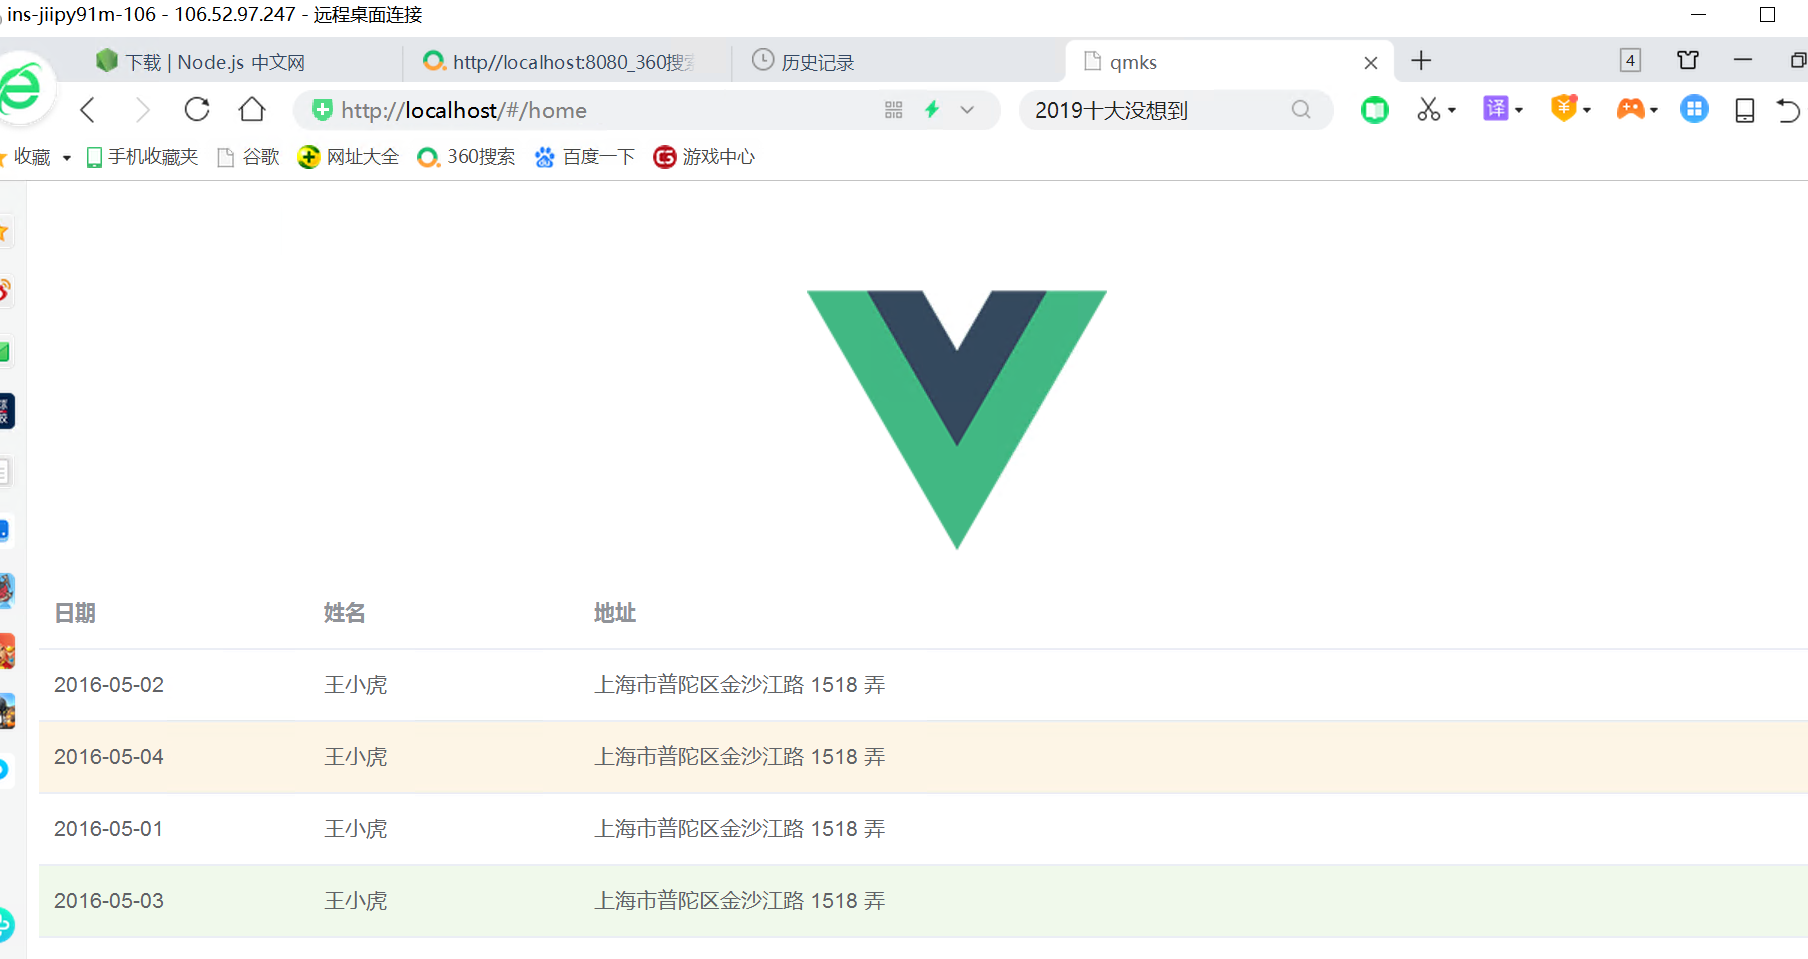 ins-jiipy91m-106 - 106.52.97.247 - 远程桌面连接
下载 | Node.js 中文网
http://localhost:8080_360搜
历史记录
qmks
4
http://localhost/#/home
2019十大没想到
译
收藏
手机收藏夹
谷歌
网址大全
360搜索
百度一下
游戏中心
日期 姓名 地址
2016-05-02 王小虎 上海市普陀区金沙江路 1518 弄
2016-05-04 王小虎 上海市普陀区金沙江路 1518 弄
2016-05-01 王小虎 上海市普陀区金沙江路 1518 弄
2016-05-03 王小虎 上海市普陀区金沙江路 1518 弄